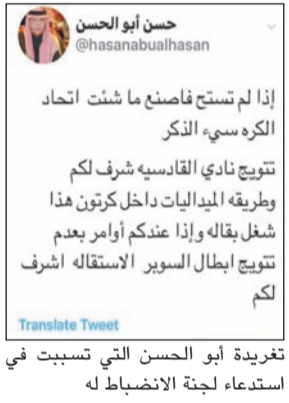 حسن أبو الحسن
@hasanabualhasan
إذا لم تستح فاصنع ما شئت اتحاد
الكره سيء الذكر
تتويج نادي القادسيه شرف لكم
وطريقه الميداليات داخل كرتون هذا
شغل بقاله وإذا عندكم أوامر بعدم
تتويج ابطال السوبر الاستقاله اشرف
لكم
Translate Tweet
تغريدة أبو الحسن التي تسببت في
استدعاء لجنة الانضباط له